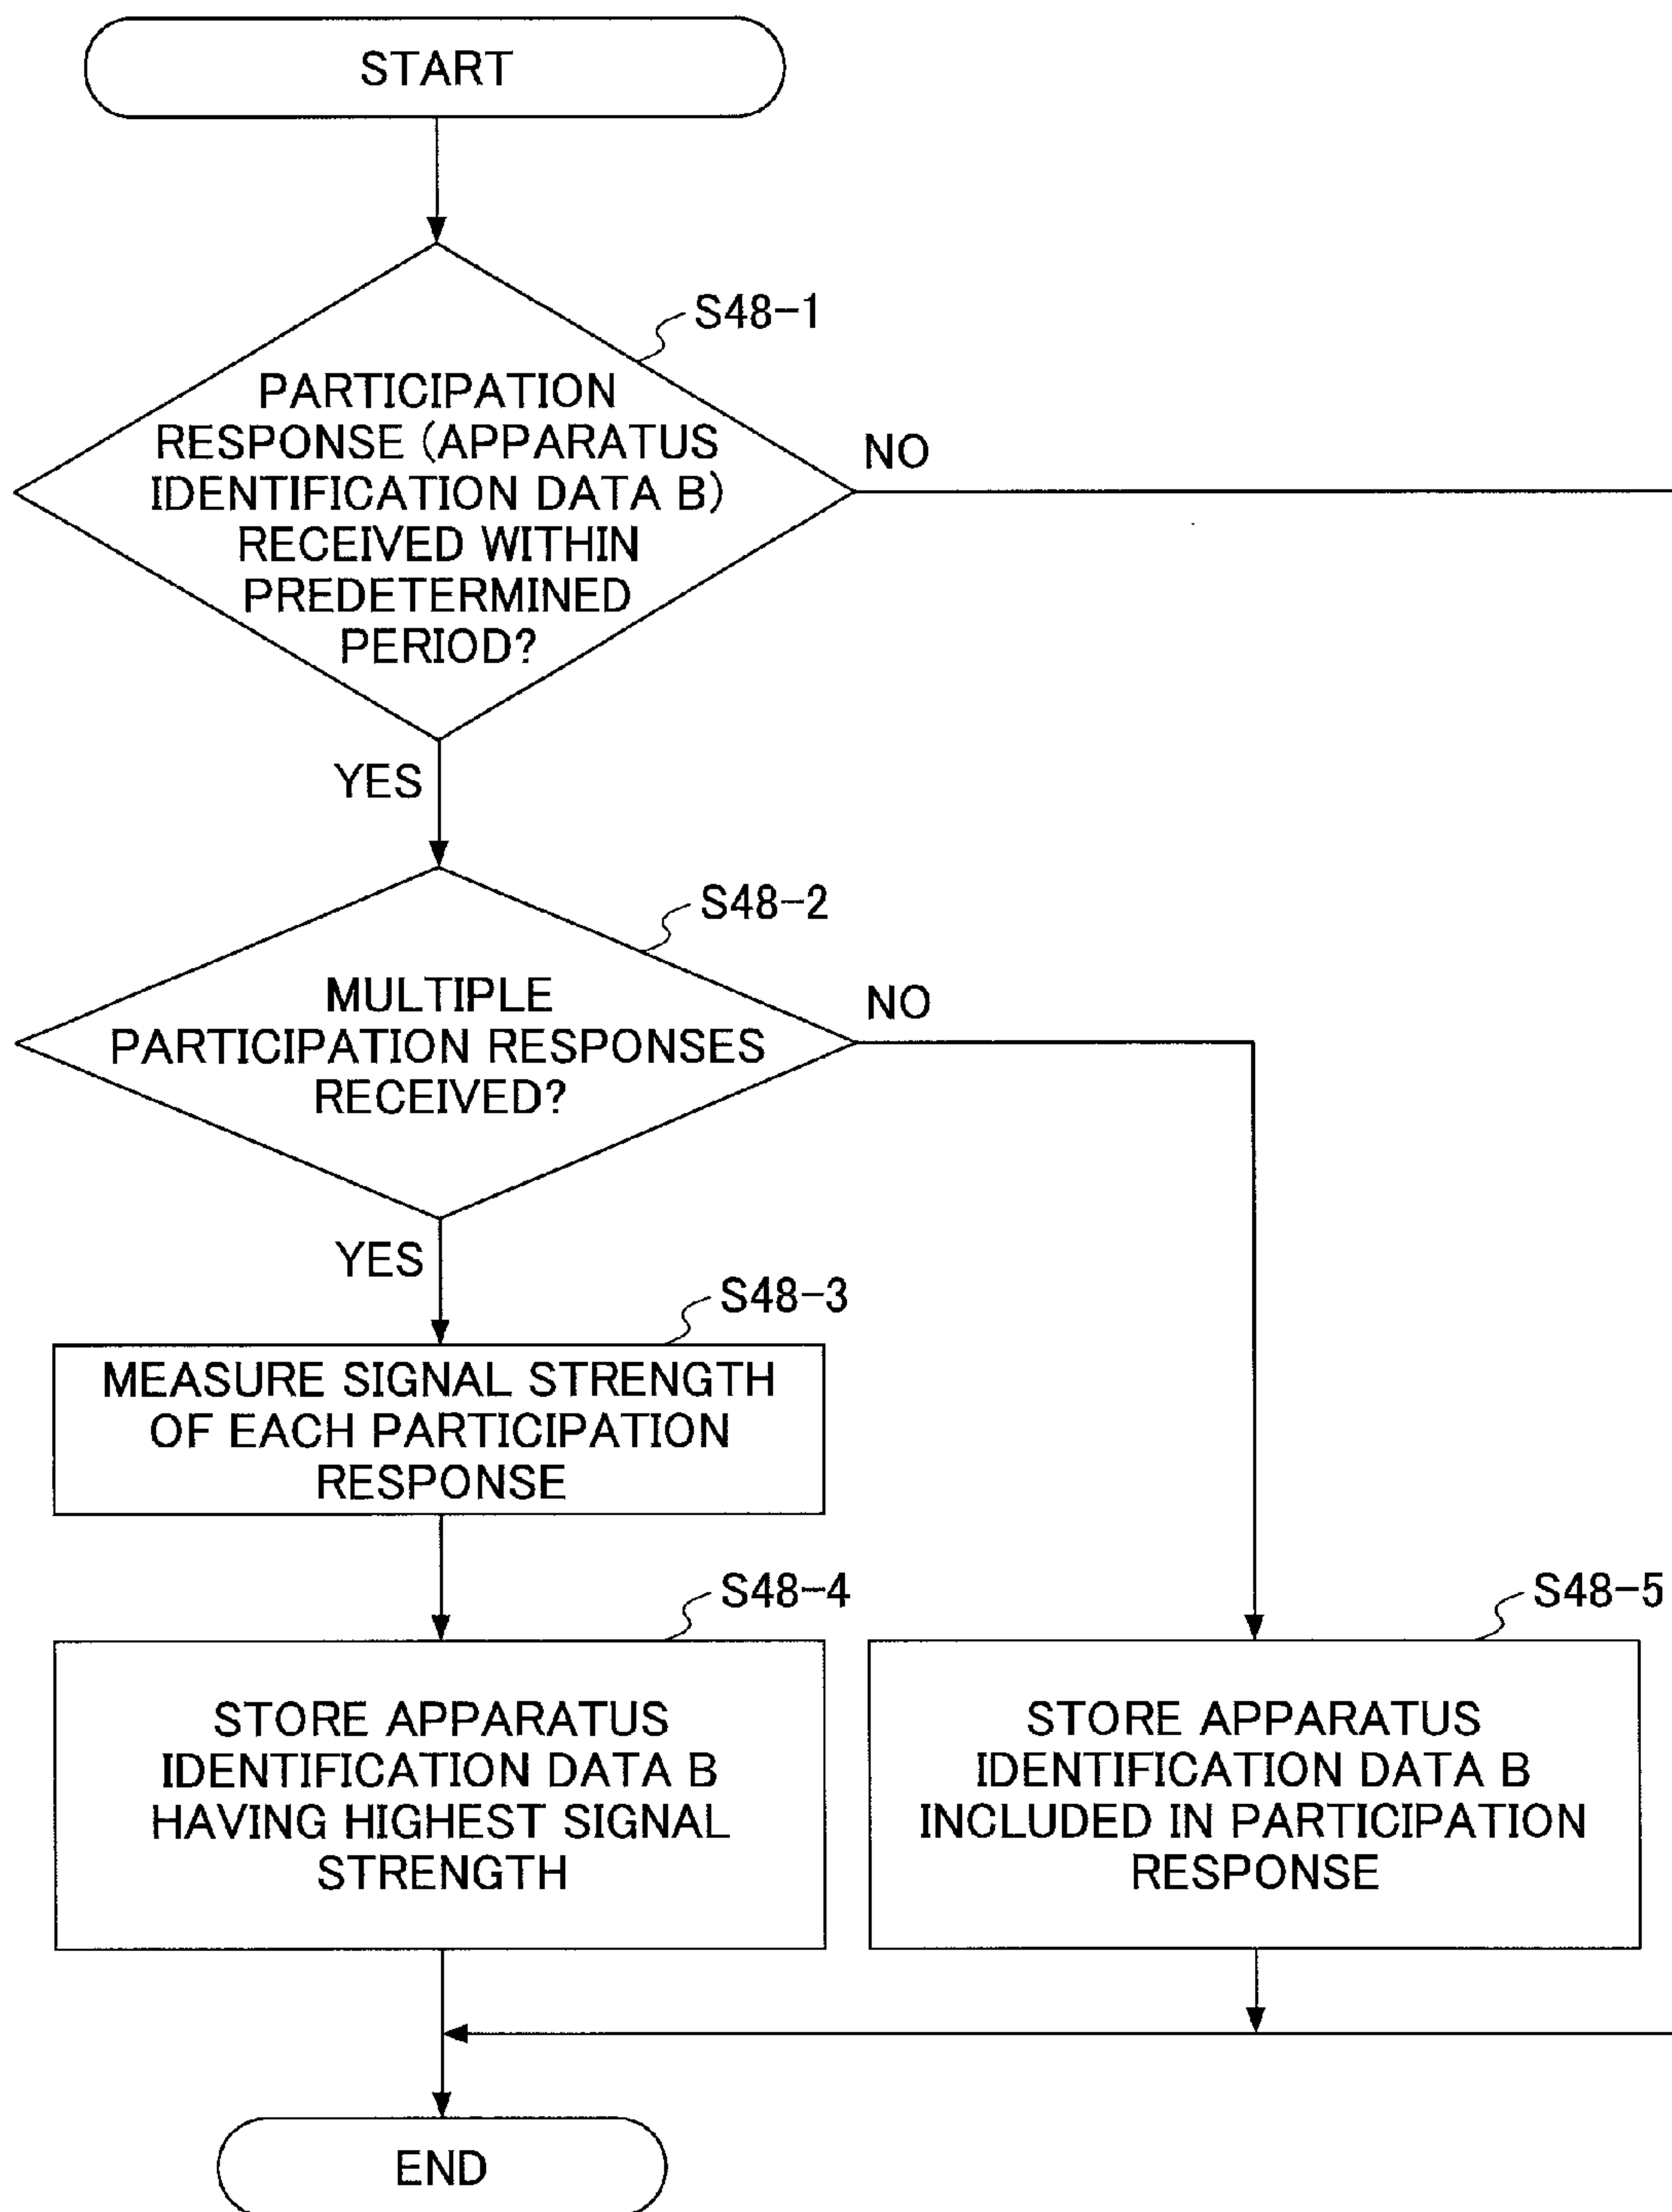 START
S48-1
PARTICIPATION
RESPONSE (APPARATUS
IDENTIFICATION DATA B)
RECEIVED WITHIN
PREDETERMINED
PERIOD?
NO
YES
S48-2
MULTIPLE
PARTICIPATION RESPONSES
RECEIVED?
NO
YES
S48-3
MEASURE SIGNAL STRENGTH
OF EACH PARTICIPATION
RESPONSE
S48-4
STORE APPARATUS
IDENTIFICATION DATA B
HAVING HIGHEST SIGNAL
STRENGTH
S48-5
STORE APPARATUS
IDENTIFICATION DATA B
INCLUDED IN PARTICIPATION
RESPONSE
END